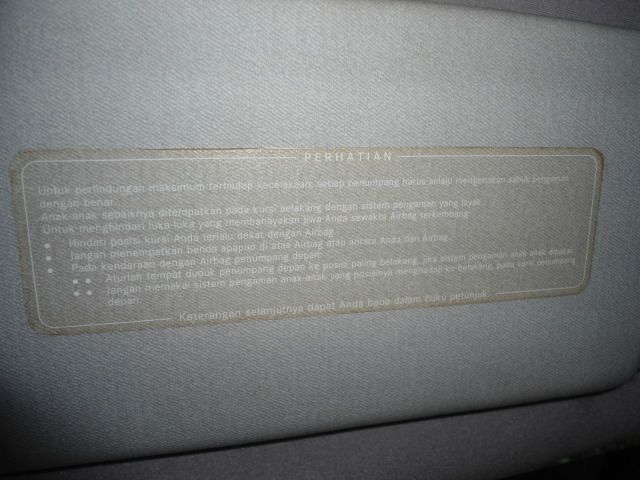 PERHATIAN
Untuk perlindungan maksimum terhadap kecelakaan, setiap penumpang harus selalu mengenakan sabuk pengaman
dengan benar.
Anak anak sebaiknya ditempatkan pada kursi belakang dengan sistem pengaman yang layak
Untuk menghindari luka-luka yang membahayakan jiwa Anda sewaktu Airbag terkembang
• Hindari posisi kursi Anda terlalu dekat dengan Airbag
• Jangan menempatkan benda apapun di atas Airbag atau antara Anda dan Airbag
• Pada kendaraan dengan Airbag penumpang depan:
•• Aturlah tempat duduk penumpang depan ke posisi paling belakang, jika sistem pengaman anak-anak dipakai.
•• Jangan memakai sistem pengaman anak-anak yang posisinya menghadap ke-belakang, pada kursi penumpang
depan.
Keterangan selanjutnya dapat Anda baca dalam buku petunjuk